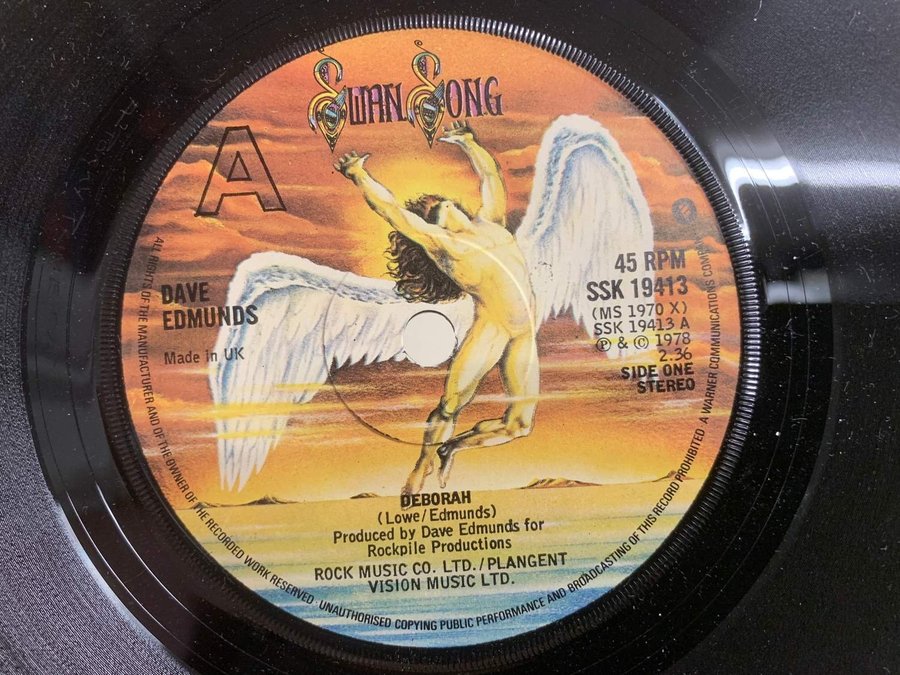 SWAN SONG
A
DAVE
EDMUNDS
Made in UK
45 RPM
SSK 19413
(MS 1970 X)
SSK 19413 A
℗ & © 1978
2.36
SIDE ONE
STEREO
DEBORAH
(Lowe/Edmunds)
Produced by Dave Edmunds for
Rockpile Productions
ROCK MUSIC CO. LTD./PLANGENT
VISION MUSIC LTD.
ALL RIGHTS OF THE MANUFACTURER AND OF THE OWNER OF THE RECORDED WORK RESERVED · UNAUTHORISED COPYING PUBLIC PERFORMANCE AND BROADCASTING OF THIS RECORD PROHIBITED A WARNER COMMUNICATIONS COMPANY